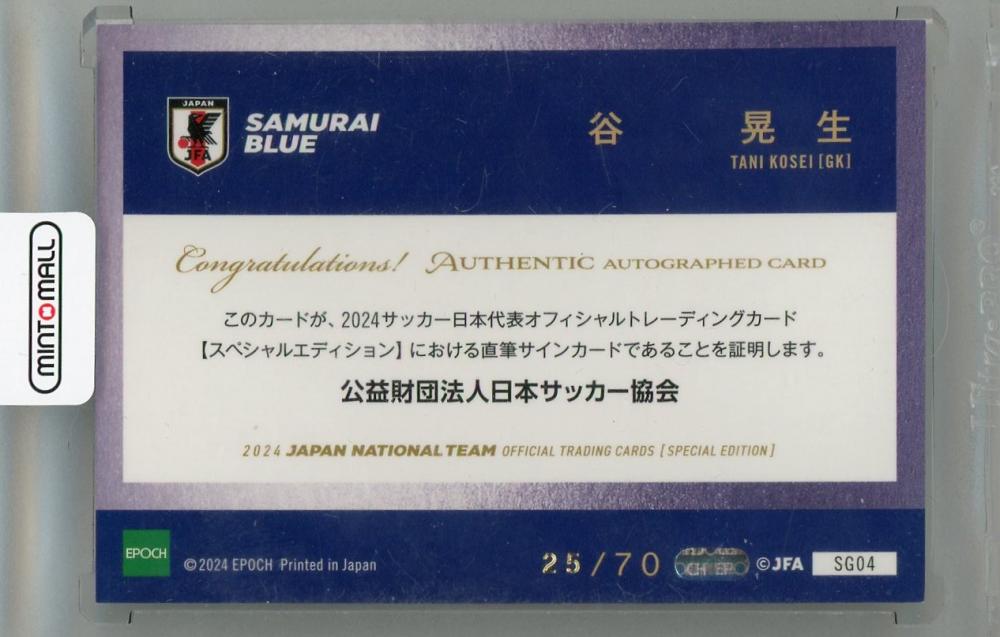 JAPAN
JFA
SAMURAI
BLUE
谷 晃 生
TANI KOSEI [GK]
MINTOMALL
Congratulations! AUTHENTIC AUTOGRAPHED CARD
このカードが、2024サッカー日本代表オフィシャルトレーディングカード
【スペシャルエディション】における直筆サインカードであることを証明します。
公益財団法人日本サッカー協会
2024 JAPAN NATIONAL TEAM OFFICIAL TRADING CARDS [SPECIAL EDITION]
EPOCH
©2024 EPOCH Printed in Japan
25/70
©JFA
SG04